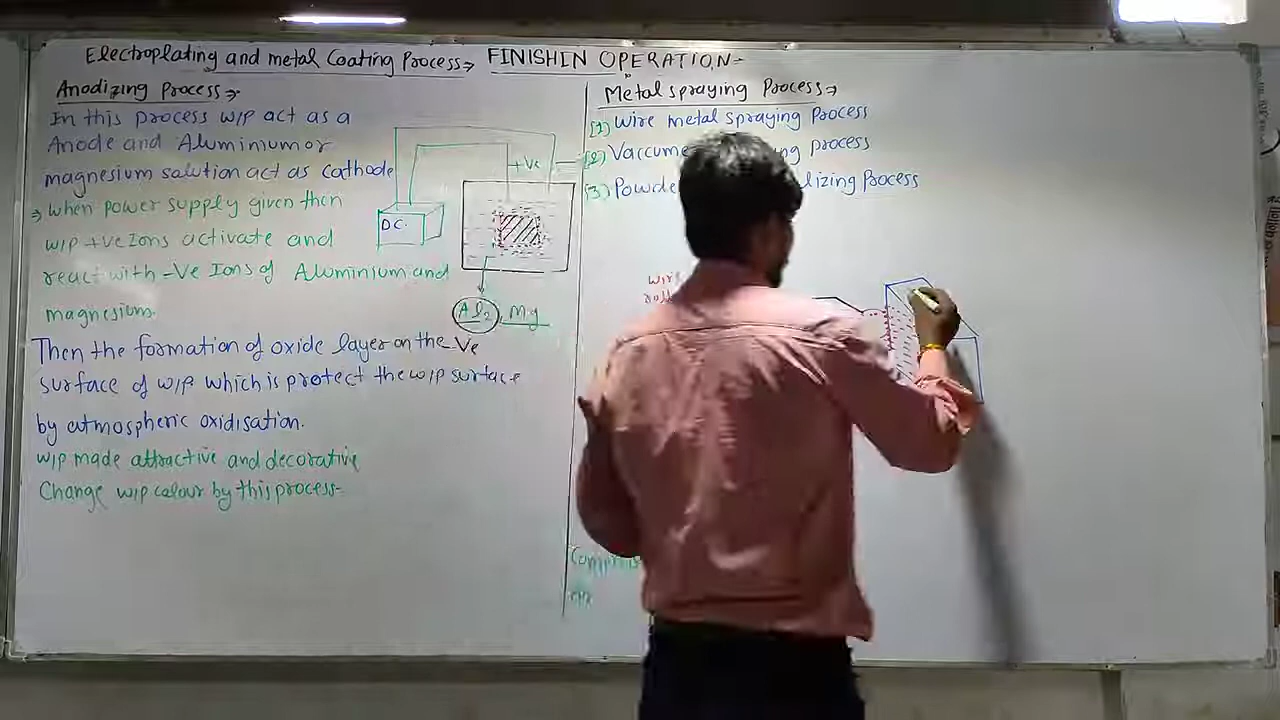 Electroplating and metal Coating Process⇒ FINISHIN OPERATION-
Anodizing Process⇒
In this process W/P act as a
Anode and Alumimumor
magnesium solution act as Cathode
⇒ when power supply given then
W/P +ve Ions activate and
react with -Ve Ions of Aluminium and
magnesium.
Then the formation of oxide layer on the Ve
surface of W/P which is protect the W/P surface
by atmospheric oxidisation.
W/P made attractive and decorative
Change W/P colour by this process-
+Ve
D.C.
Al2 Mg
Metal spraying Process⇒
(1) Wire metal spraying Process
(2) Vaccume ing process
(3) Powde lizing Process